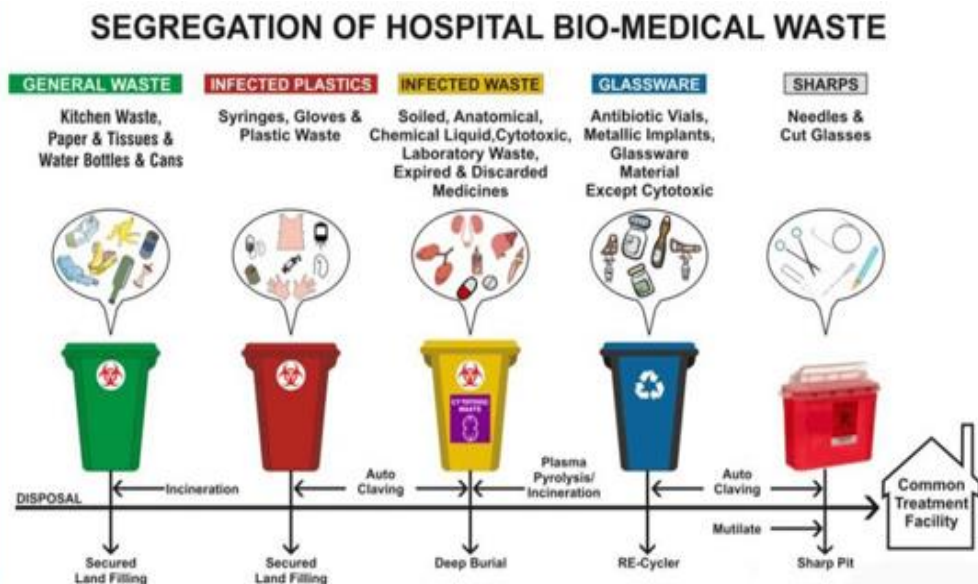 SEGREGATION OF HOSPITAL BIO-MEDICAL WASTE
GENERAL WASTE
Kitchen Waste,
Paper & Tissues &
Water Bottles & Cans
INFECTED PLASTICS
Syringes, Gloves &
Plastic Waste
INFECTED WASTE
Soiled, Anatomical,
Chemical Liquid,Cytotoxic,
Laboratory Waste,
Expired & Discarded
Medicines
GLASSWARE
Antibiotic Vials,
Metallic Implants,
Glassware
Material
Except Cytotoxic
SHARPS
Needles &
Cut Glasses
CYTOTOXIC
WASTE
DISPOSAL
Incineration
Auto
Claving
Plasma
Pyrolysis/
Incineration
Auto
Claving
Mutilate
Common
Treatment
Facility
Secured
Land Filling
Secured
Land Filling
Deep Burial
RE-Cycler
Sharp Pit